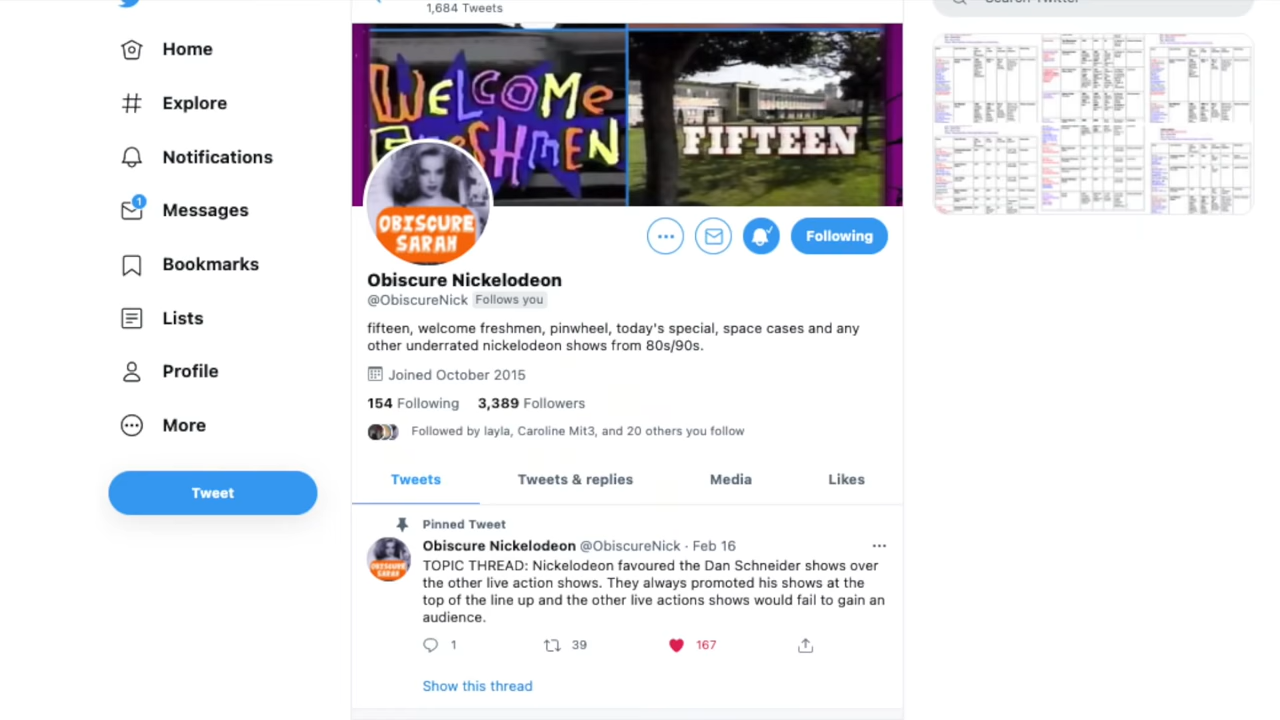 Search Twitter
1,684 Tweets
Home
Explore
Notifications
1
Messages
Bookmarks
Lists
Profile
More
Tweet
WELCOME
FRESHMEN
FIFTEEN
OBISCURE
SARAH
Following
Obiscure Nickelodeon
@ObiscureNick Follows you
fifteen, welcome freshmen, pinwheel, today's special, space cases and any
other underrated nickelodeon shows from 80s/90s.
Joined October 2015
154 Following 3,389 Followers
Followed by layla, Caroline Mit3, and 20 others you follow
Tweets Tweets & replies Media Likes
Pinned Tweet
Obiscure Nickelodeon @ObiscureNick · Feb 16
OBISCURE
SARAH
TOPIC THREAD: Nickelodeon favoured the Dan Schneider shows over
the other live action shows. They always promoted his shows at the
top of the line up and the other live actions shows would fail to gain an
audience.
1 39 167
Show this thread